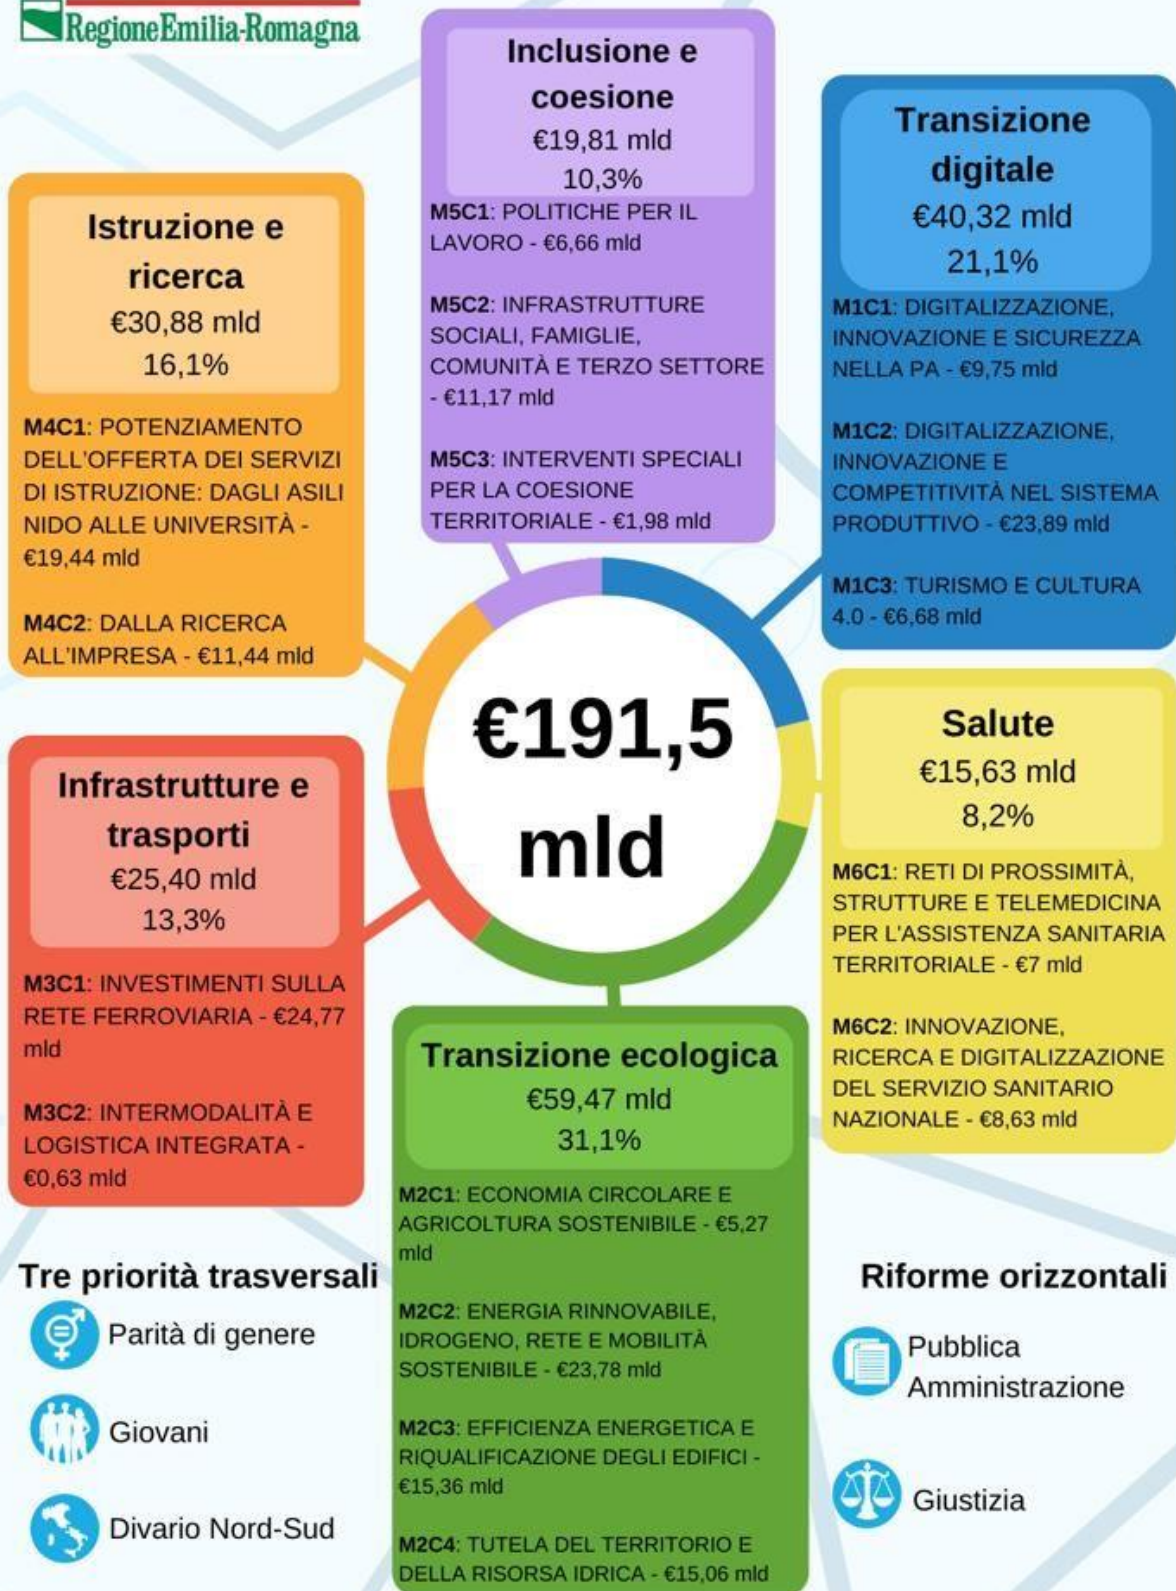 RegioneEmilia-Romagna
Inclusione e
coesione
€19,81 mld
10,3%
M5C1: POLITICHE PER IL
LAVORO - €6,66 mld
M5C2: INFRASTRUTTURE
SOCIALI, FAMIGLIE,
COMUNITÀ E TERZO SETTORE
- €11,17 mld
M5C3: INTERVENTI SPECIALI
PER LA COESIONE
TERRITORIALE - €1,98 mld
Transizione
digitale
€40,32 mld
21,1%
M1C1: DIGITALIZZAZIONE,
INNOVAZIONE E SICUREZZA
NELLA PA - €9,75 mld
M1C2: DIGITALIZZAZIONE,
INNOVAZIONE E
COMPETITIVITÀ NEL SISTEMA
PRODUTTIVO - €23,89 mld
M1C3: TURISMO E CULTURA
4.0 - €6,68 mld
Istruzione e
ricerca
€30,88 mld
16,1%
M4C1: POTENZIAMENTO
DELL'OFFERTA DEI SERVIZI
DI ISTRUZIONE: DAGLI ASILI
NIDO ALLE UNIVERSITÀ -
€19,44 mld
M4C2: DALLA RICERCA
ALL'IMPRESA - €11,44 mld
€191,5
mld
Salute
€15,63 mld
8,2%
M6C1: RETI DI PROSSIMITÀ,
STRUTTURE E TELEMEDICINA
PER L'ASSISTENZA SANITARIA
TERRITORIALE - €7 mld
M6C2: INNOVAZIONE,
RICERCA E DIGITALIZZAZIONE
DEL SERVIZIO SANITARIO
NAZIONALE - €8,63 mld
Infrastrutture e
trasporti
€25,40 mld
13,3%
M3C1: INVESTIMENTI SULLA
RETE FERROVIARIA - €24,77
mld
M3C2: INTERMODALITÀ E
LOGISTICA INTEGRATA -
€0,63 mld
Transizione ecologica
€59,47 mld
31,1%
M2C1: ECONOMIA CIRCOLARE E
AGRICOLTURA SOSTENIBILE - €5,27
mld
M2C2: ENERGIA RINNOVABILE,
IDROGENO, RETE E MOBILITÀ
SOSTENIBILE - €23,78 mld
M2C3: EFFICIENZA ENERGETICA E
RIQUALIFICAZIONE DEGLI EDIFICI -
€15,36 mld
M2C4: TUTELA DEL TERRITORIO E
DELLA RISORSA IDRICA - €15,06 mld
Tre priorità trasversali
Parità di genere
Giovani
Divario Nord-Sud
Riforme orizzontali
Pubblica
Amministrazione
Giustizia